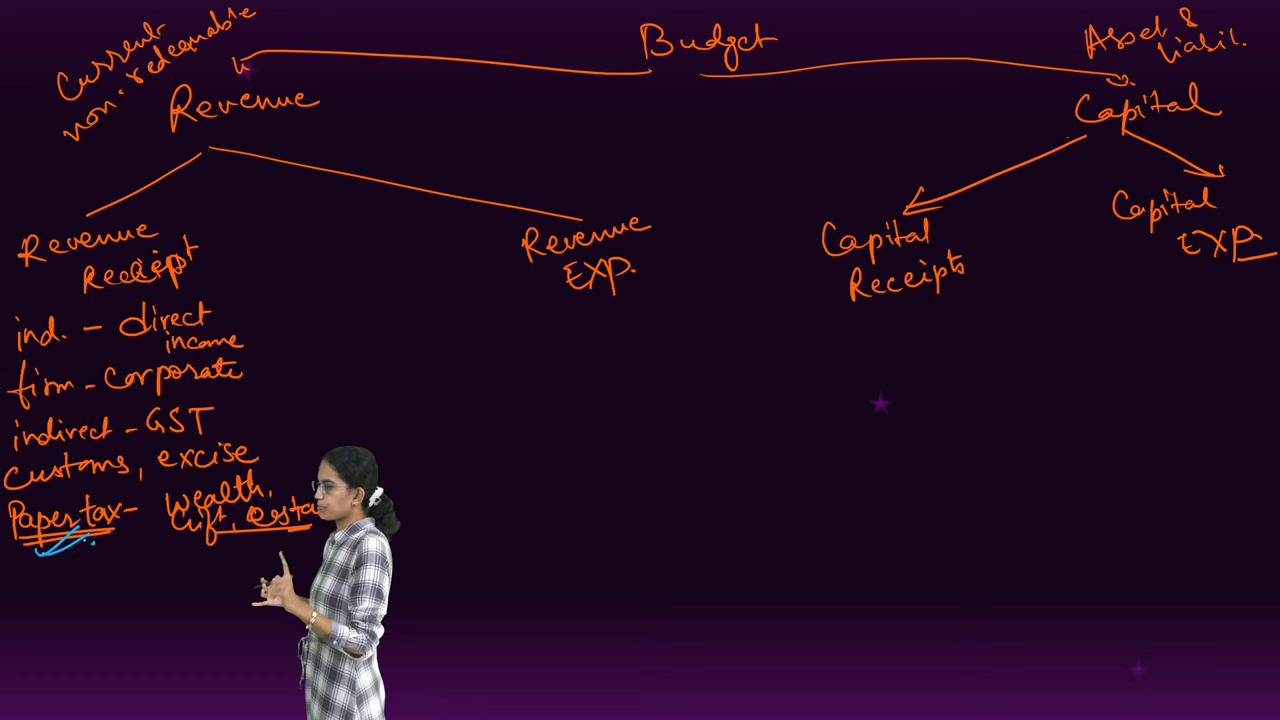 Budget
Current
non-redeemable
Revenue
Asset &
Liabil.
Capital
Revenue
Receipt
Revenue
EXP.
Capital
Receipts
Capital
EXP.
ind. - direct
income
firm - Corporate
indirect - GST
Customs, excise
Paper tax - Wealth,
Gift, esta